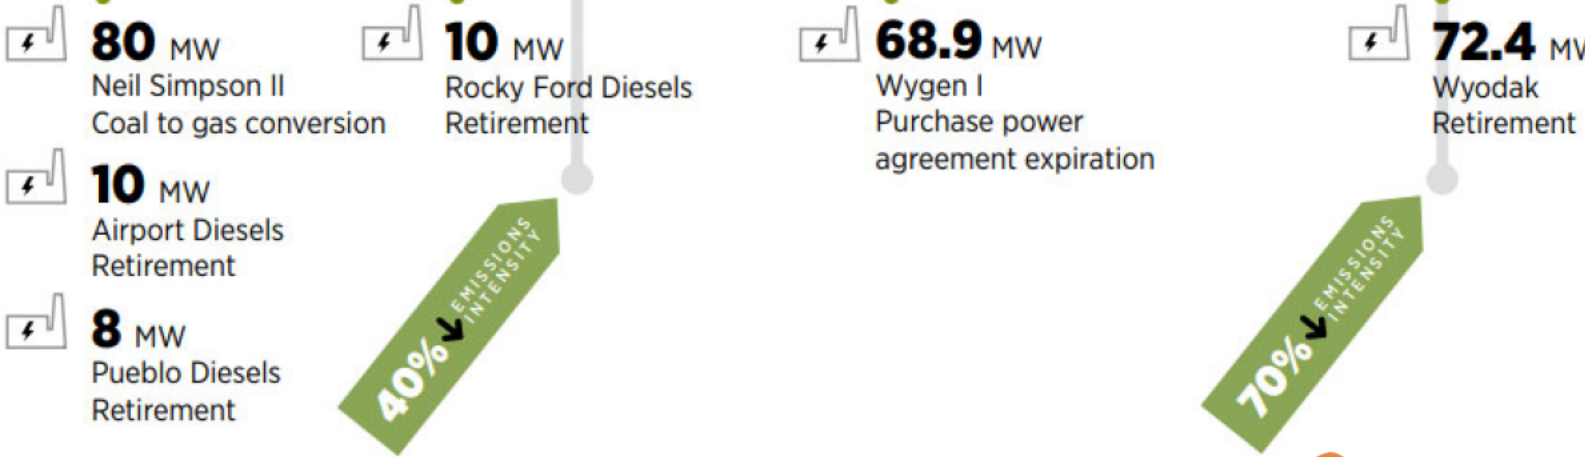 80 MW
Neil Simpson II
Coal to gas conversion
10 MW
Airport Diesels
Retirement
8 MW
Pueblo Diesels
Retirement
10 MW
Rocky Ford Diesels
Retirement
40%
EMISSIONS
INTENSITY
68.9 MW
Wygen I
Purchase power
agreement expiration
72.4 MW
Wyodak
Retirement
70%
EMISSIONS
INTENSITY